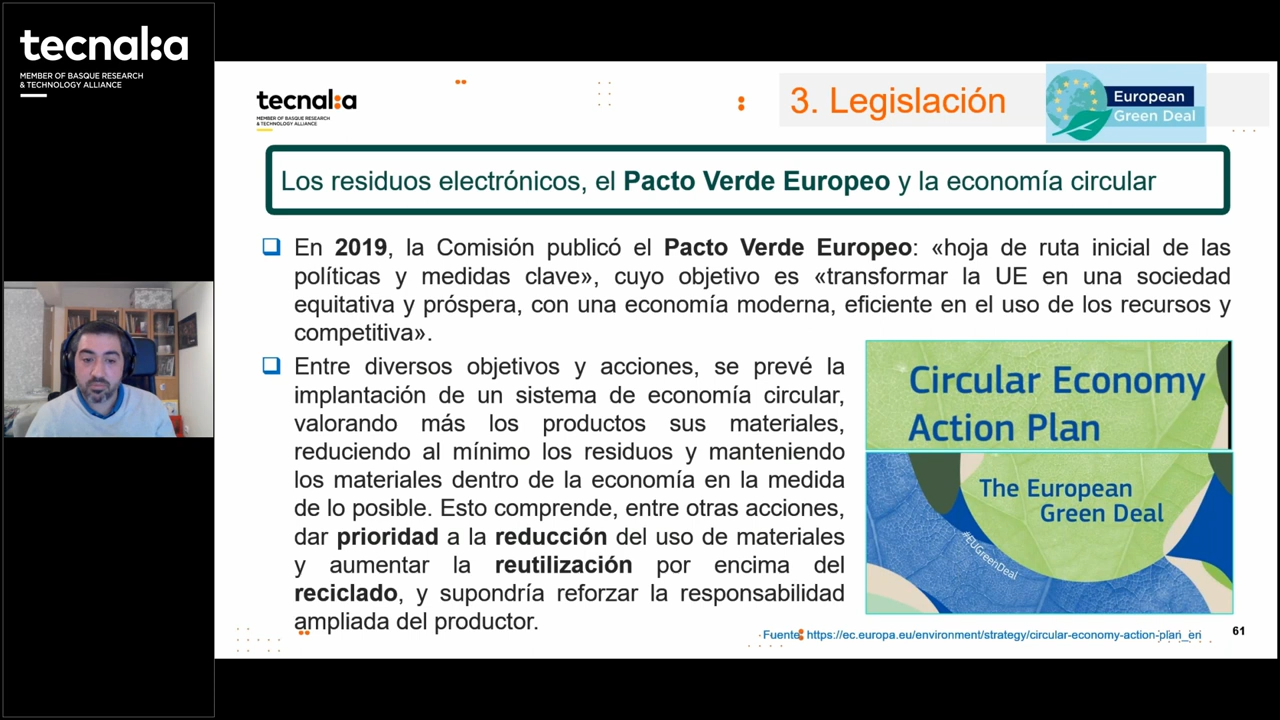 tecnal:a
MEMBER OF BASQUE RESEARCH
& TECHNOLOGY ALLIANCE
tecnal:a
MEMBER OF BASQUE RESEARCH
& TECHNOLOGY ALLIANCE
3. Legislación
European
Green Deal
Los residuos electrónicos, el Pacto Verde Europeo y la economía circular
En 2019, la Comisión publicó el Pacto Verde Europeo: «hoja de ruta inicial de las
políticas y medidas clave», cuyo objetivo es «transformar la UE en una sociedad
equitativa y próspera, con una economía moderna, eficiente en el uso de los recursos y
competitiva».
Entre diversos objetivos y acciones, se prevé la
implantación de un sistema de economía circular,
valorando más los productos sus materiales,
reduciendo al mínimo los residuos y manteniendo
los materiales dentro de la economía en la medida
de lo posible. Esto comprende, entre otras acciones,
dar prioridad a la reducción del uso de materiales
y aumentar la reutilización por encima del
reciclado, y supondría reforzar la responsabilidad
ampliada del productor.
Circular Economy
Action Plan
The European
Green Deal
#EUGreenDeal
Fuente: https://ec.europa.eu/environment/strategy/circular-economy-action-plan_en
61